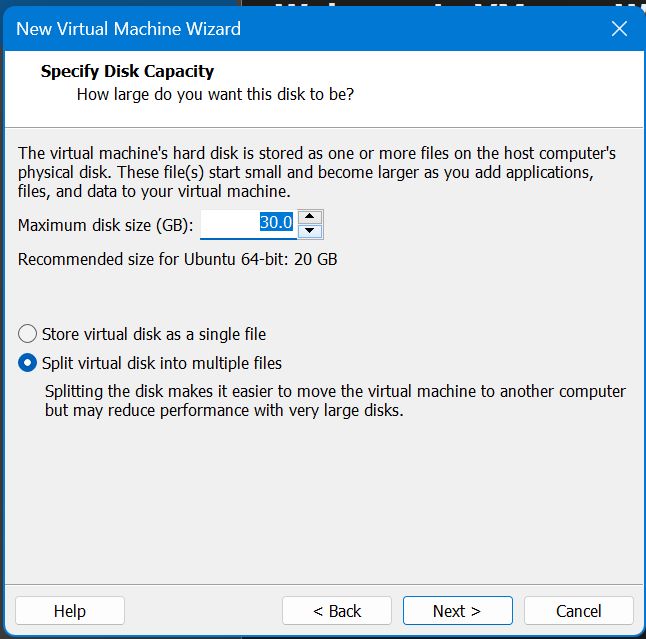 New Virtual Machine Wizard
Specify Disk Capacity
How large do you want this disk to be?
The virtual machine's hard disk is stored as one or more files on the host computer's
physical disk. These file(s) start small and become larger as you add applications,
files, and data to your virtual machine.
Maximum disk size (GB): 30.0
Recommended size for Ubuntu 64-bit: 20 GB
Store virtual disk as a single file
Split virtual disk into multiple files
Splitting the disk makes it easier to move the virtual machine to another computer
but may reduce performance with very large disks.
Help < Back Next > Cancel